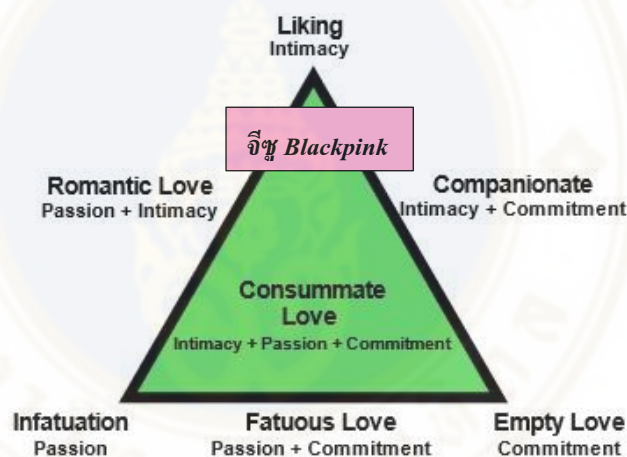 Liking
Intimacy
จีซู Blackpink
Romantic Love
Passion + Intimacy
Companionate
Intimacy + Commitment
Consummate
Love
Intimacy + Passion + Commitment
Infatuation
Passion
Fatuous Love
Passion + Commitment
Empty Love
Commitment